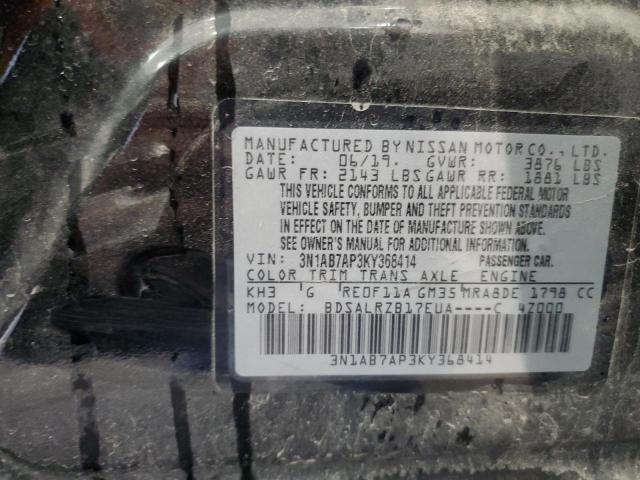 MANUFACTURED BY NISSAN MOTOR CO., LTD.
DATE: 06/19. GVWR: 3876 LBS
GAWR FR: 2143 LBS GAWR RR: 1881 LBS
THIS VEHICLE CONFORMS TO ALL APPLICABLE FEDERAL MOTOR
VEHICLE SAFETY, BUMPER AND THEFT PREVENTION STANDARDS
IN EFFECT ON THE DATE OF MANUFACTURE SHOWN ABOVE.
SEE OWNER'S MANUAL FOR ADDITIONAL INFORMATION.
VIN: 3N1AB7AP3KY368414 PASSENGER CAR.
COLOR TRIM TRANS AXLE ENGINE
KH3 G RE0F11A GM35 MRA8DE 1798 CC
MODEL: BDSALRZB17EUA----C 4Z000
3N1AB7AP3KY368414